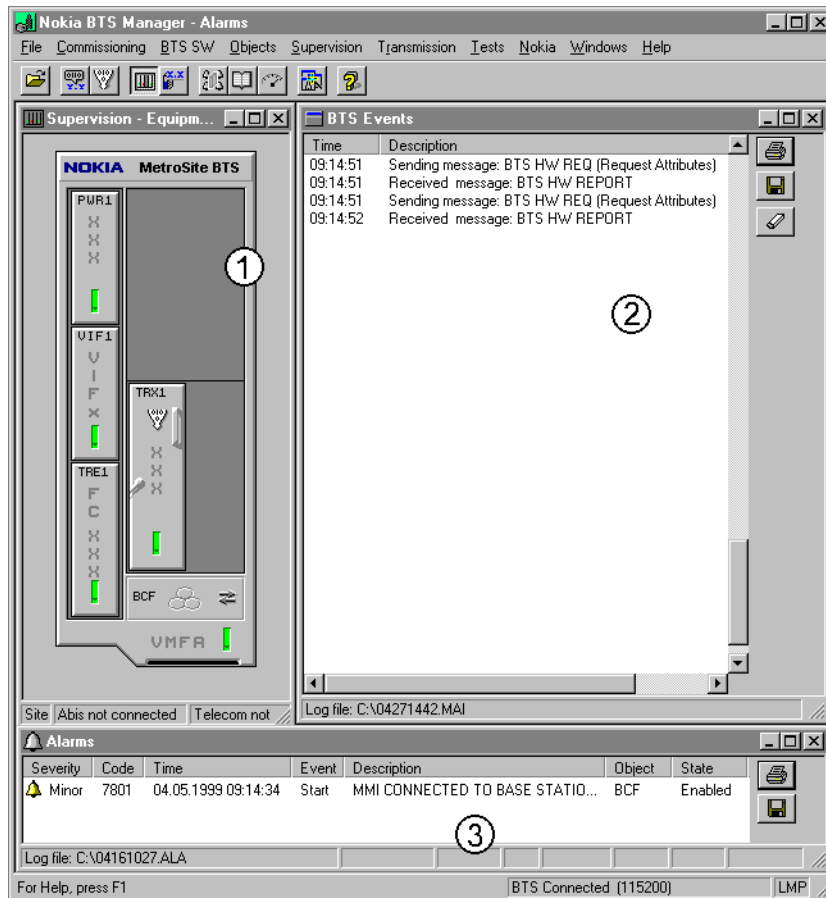 Nokia BTS Manager - Alarms
File Commissioning BTS SW Objects Supervision Transmission Tests Nokia Windows Help
Supervision - Equipm...
NOKIA MetroSite BTS
PWR1
X
X
X
1
VIF1
V
I
F
X
TRX1
X
X
X
TRE1
F
C
X
X
X
BCF
VMFA
Site Abis not connected Telecom not
BTS Events
Time Description
09:14:51 Sending message: BTS HW REQ (Request Attributes)
09:14:51 Received message: BTS HW REPORT
09:14:51 Sending message: BTS HW REQ (Request Attributes)
09:14:52 Received message: BTS HW REPORT
2
Log file: C:\04271442.MAI
Alarms
Severity Code Time Event Description Object State
Minor 7801 04.05.1999 09:14:34 Start MMI CONNECTED TO BASE STATIO... BCF Enabled
3
Log file: C:\04161027.ALA
For Help, press F1 BTS Connected (115200) LMP